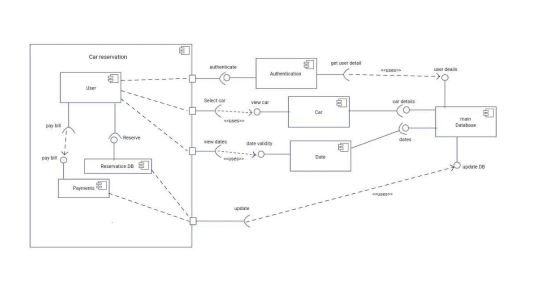 Car reservation
User
authenticate
Authentication
get user detail
<<uses>>
user deails
Select car
<<uses>>
view car
Car
car details
main
Database
view dates
<<uses>>
date validity
Date
dates
pay bill
Reserve
pay bill
Reservation DB
Payments
update
<<uses>>
update DB